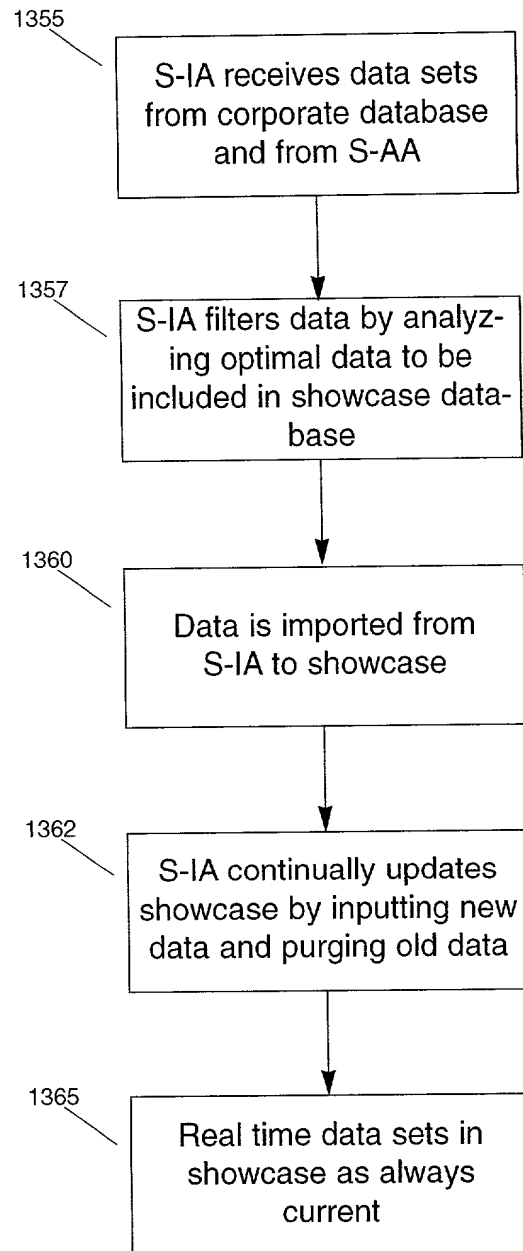 1355
S-IA receives data sets
from corporate database
and from S-AA
1357
S-IA filters data by analyz-
ing optimal data to be
included in showcase data-
base
1360
Data is imported from
S-IA to showcase
1362
S-IA continually updates
showcase by inputting new
data and purging old data
1365
Real time data sets in
showcase as always
current